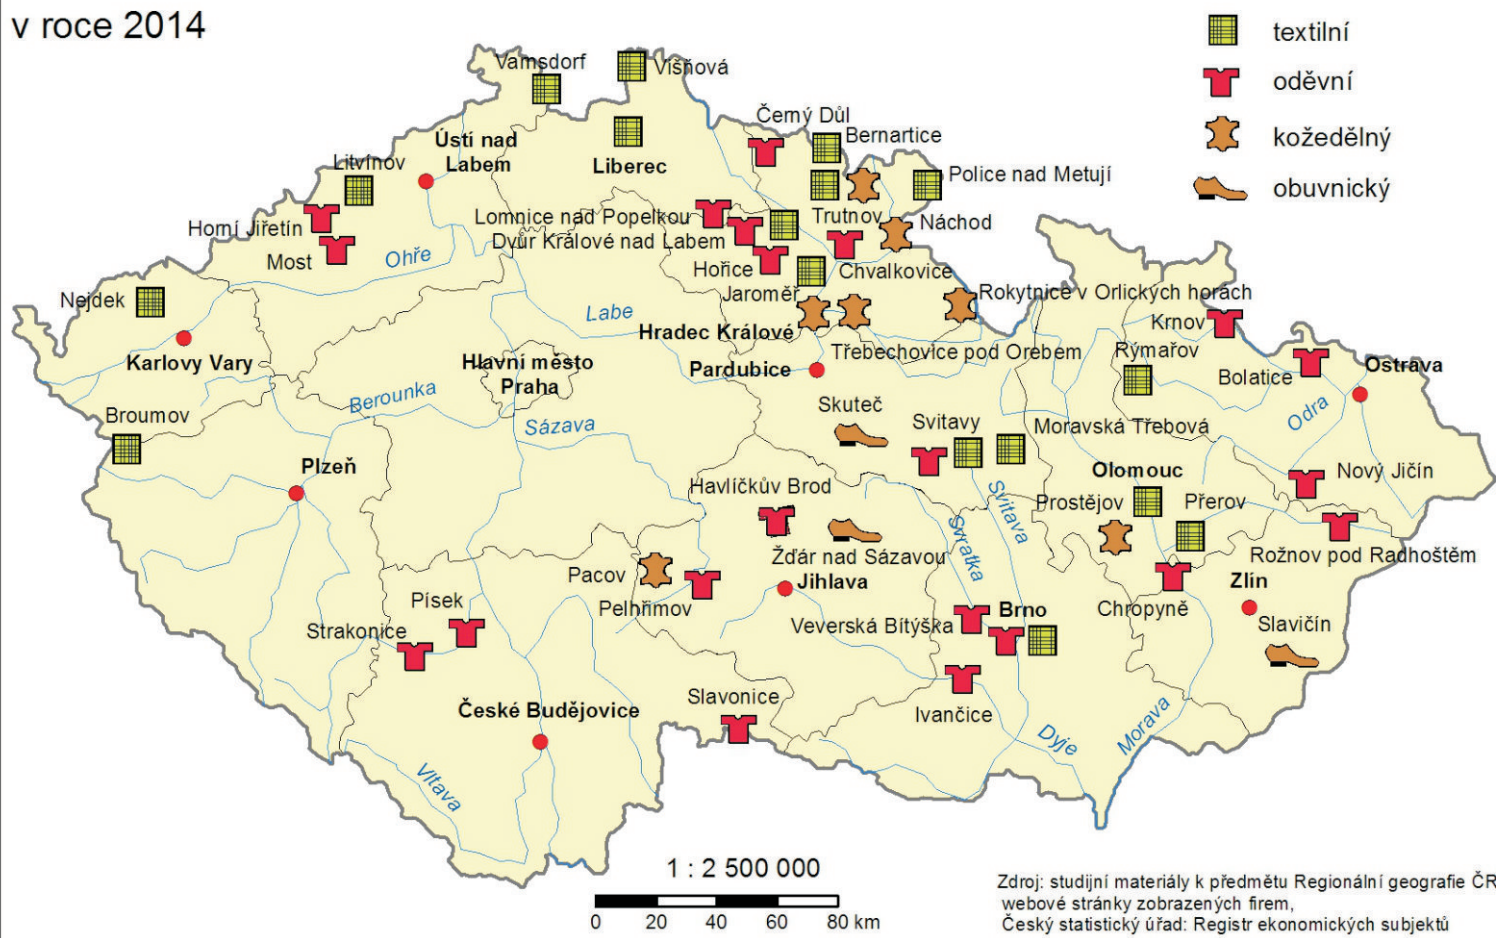 v roce 2014
textilní
oděvní
kožedělný
obuvnický
Varnsdorf
Višňová
Černý Důl
Bernartice
Ústí nad
Labem
Litvínov
Liberec
Police nad Metují
Lomnice nad Popelkou
Trutnov
Náchod
Horní Jiřetín
Dvůr Králové nad Labem
Most
Ohře
Hořice
Chvalkovice
Nejdek
Jaroměř
Rokytnice v Orlických horách
Labe
Krnov
Hradec Králové
Třebechovice pod Orebem
Rýmařov
Karlovy Vary
Hlavní město
Praha
Pardubice
Bolatice
Ostrava
Berounka
Skuteč
Odra
Broumov
Sázava
Svitavy
Moravská Třebová
Plzeň
Olomouc
Nový Jičín
Havlíčkův Brod
Svitava
Prostějov
Přerov
Svratka
Žďár nad Sázavou
Rožnov pod Radhoštěm
Pacov
Jihlava
Zlín
Písek
Pelhřimov
Chropyně
Strakonice
Veverská Bítýška
Brno
Slavičín
Slavonice
České Budějovice
Ivančice
Dyje
Morava
Vltava
1 : 2 500 000
0 20 40 60 80 km
Zdroj: studijní materiály k předmětu Regionální geografie ČR
webové stránky zobrazených firem,
Český statistický úřad: Registr ekonomických subjektů